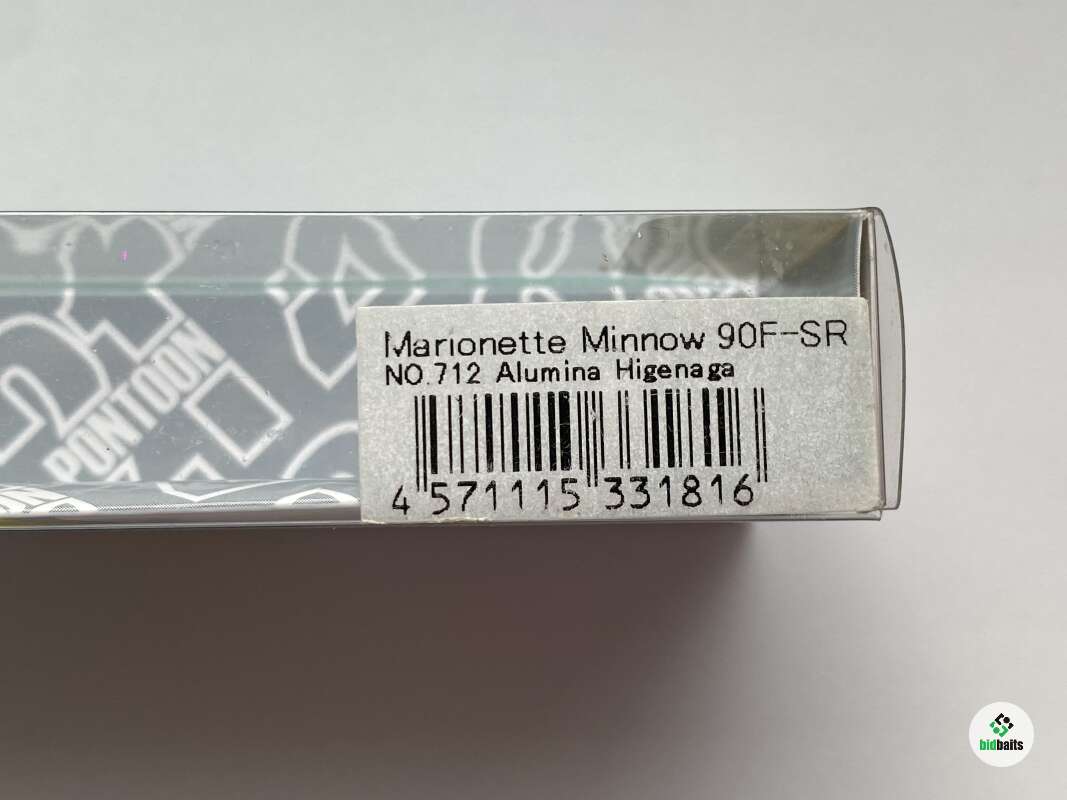 Marionette Minnow 90F-SR
NO.712 Alumina Higenaga
4 571115 331816
PONTOON
bidbaits